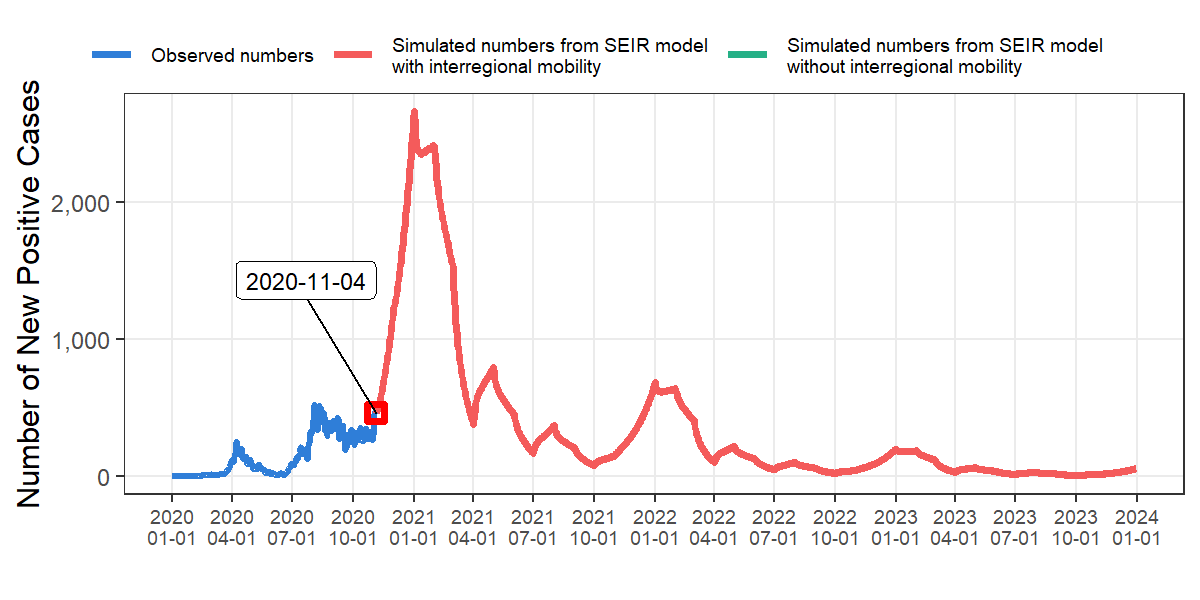 Observed numbers
Simulated numbers from SEIR model
with interregional mobility
Simulated numbers from SEIR model
without interregional mobility
Number of New Positive Cases
2,000
1,000
0
2020-11-04
2020 2020 2020 2020 2021 2021 2021 2021 2022 2022 2022 2022 2023 2023 2023 2023 2024
01-01 04-01 07-01 10-01 01-01 04-01 07-01 10-01 01-01 04-01 07-01 10-01 01-01 04-01 07-01 10-01 01-01